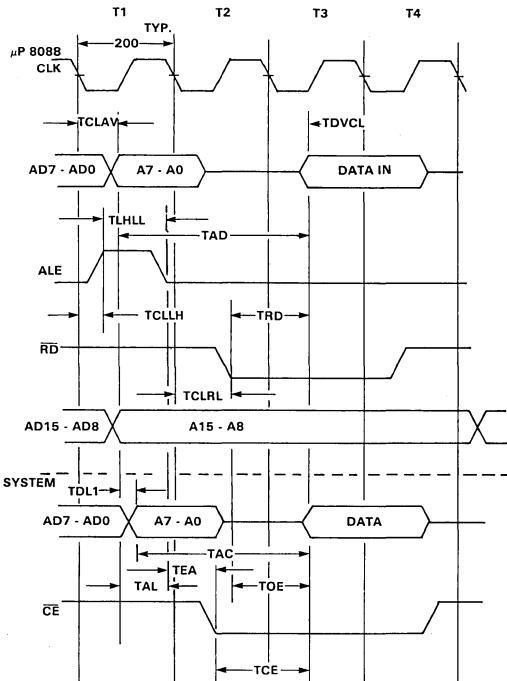 T1 T2 T3 T4
TYP.
200
μP 8088
CLK
TCLAV
TDVCL
AD7 - AD0
A7 - A0
DATA IN
TLHLL
TAD
ALE
TCLLH
TRD
RD
TCLRL
AD15 - AD8
A15 - A8
SYSTEM
TDL1
AD7 - AD0
A7 - A0
DATA
TAC
TEA
TAL
TOE
CE
TCE